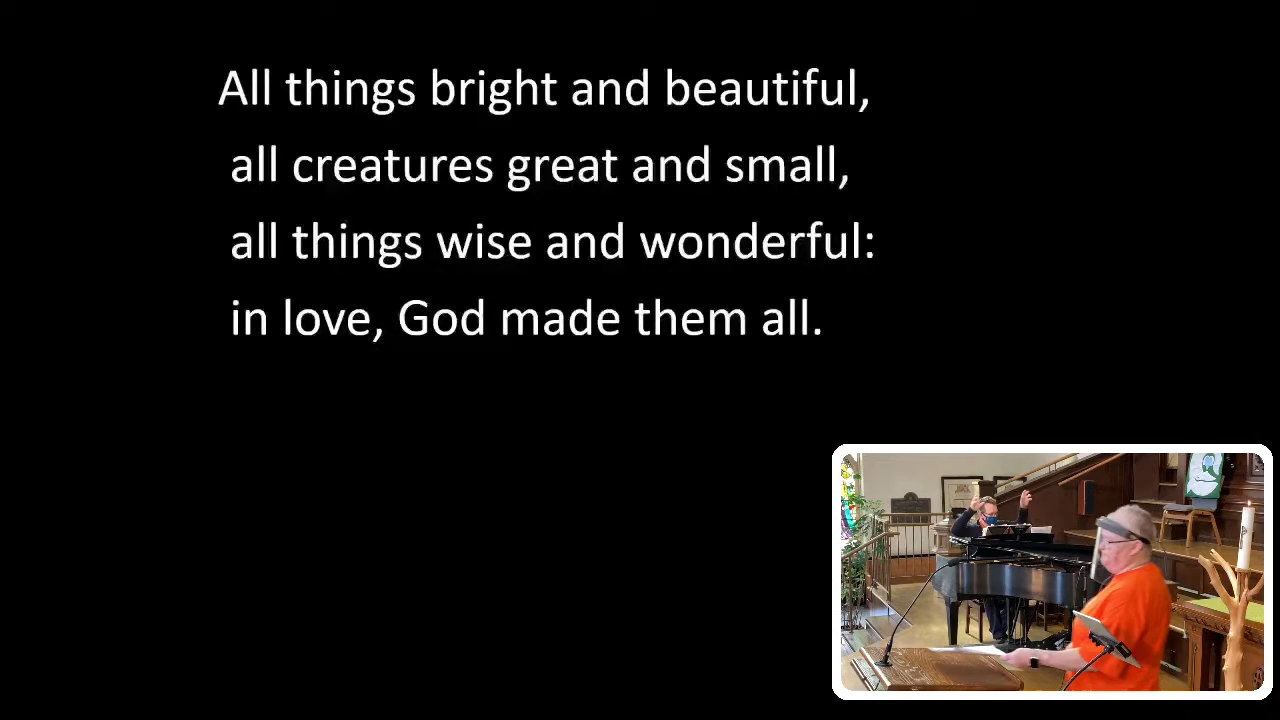 All things bright and beautiful,
all creatures great and small,
all things wise and wonderful:
in love, God made them all.